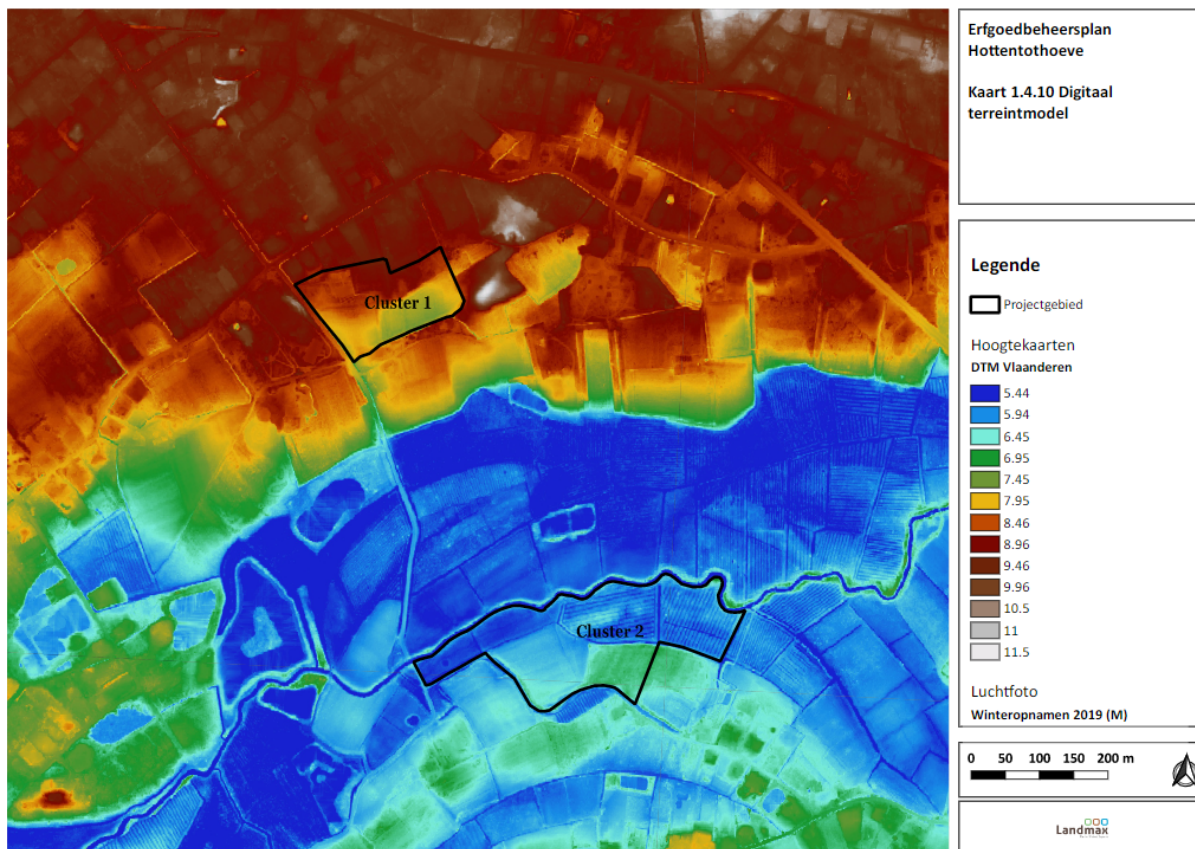 Erfgoedbeheersplan
Hottentothoeve
Kaart 1.4.10 Digitaal
terreintmodel
Cluster 1
Cluster 2
Legende
Projectgebied
Hoogtekaarten
DTM Vlaanderen
5.44
5.94
6.45
6.95
7.45
7.95
8.46
8.96
9.46
9.96
10.5
11
11.5
Luchtfoto
Winteropnamen 2019 (M)
0 50 100 150 200 m
Landmax